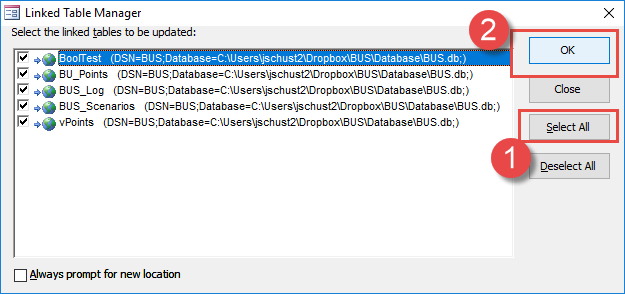 Linked Table Manager
Select the linked tables to be updated:
BoolTest (DSN=BUS;Database=C:\Users\jschust2\Dropbox\BUS\Database\BUS.db;)
BU_Points (DSN=BUS;Database=C:\Users\jschust2\Dropbox\BUS\Database\BUS.db;)
BUS_Log (DSN=BUS;Database=C:\Users\jschust2\Dropbox\BUS\Database\BUS.db;)
BUS_Scenarios (DSN=BUS;Database=C:\Users\jschust2\Dropbox\BUS\Database\BUS.db;)
vPoints (DSN=BUS;Database=C:\Users\jschust2\Dropbox\BUS\Database\BUS.db;)
Always prompt for new location
2
OK
Close
Select All
1
Deselect All